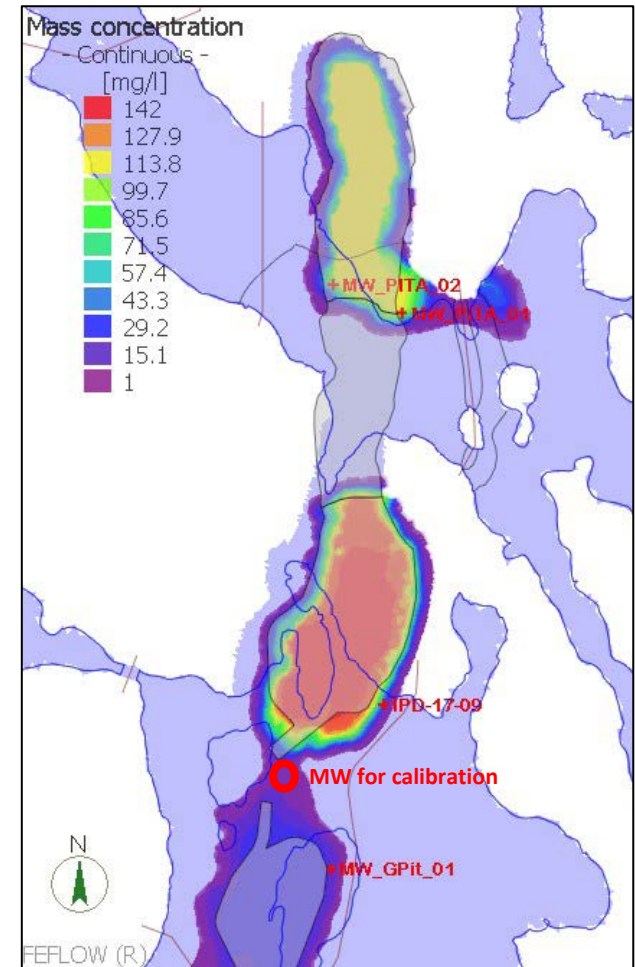 Mass concentration
- Continuous -
[mg/l]
142
127.9
113.8
99.7
85.6
71.5
57.4
43.3
29.2
15.1
1
+MW_PITA_02
+MW_PITA_01
+IPD-17-09
MW for calibration
+MW_GPit_01
N
FEFLOW (R)